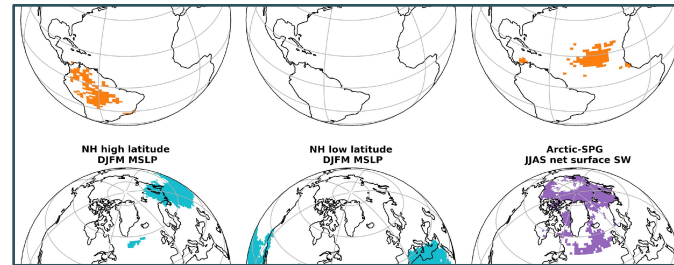 NH high latitude
DJFM MSLP
NH low latitude
DJFM MSLP
Arctic-SPG
JJAS net surface SW